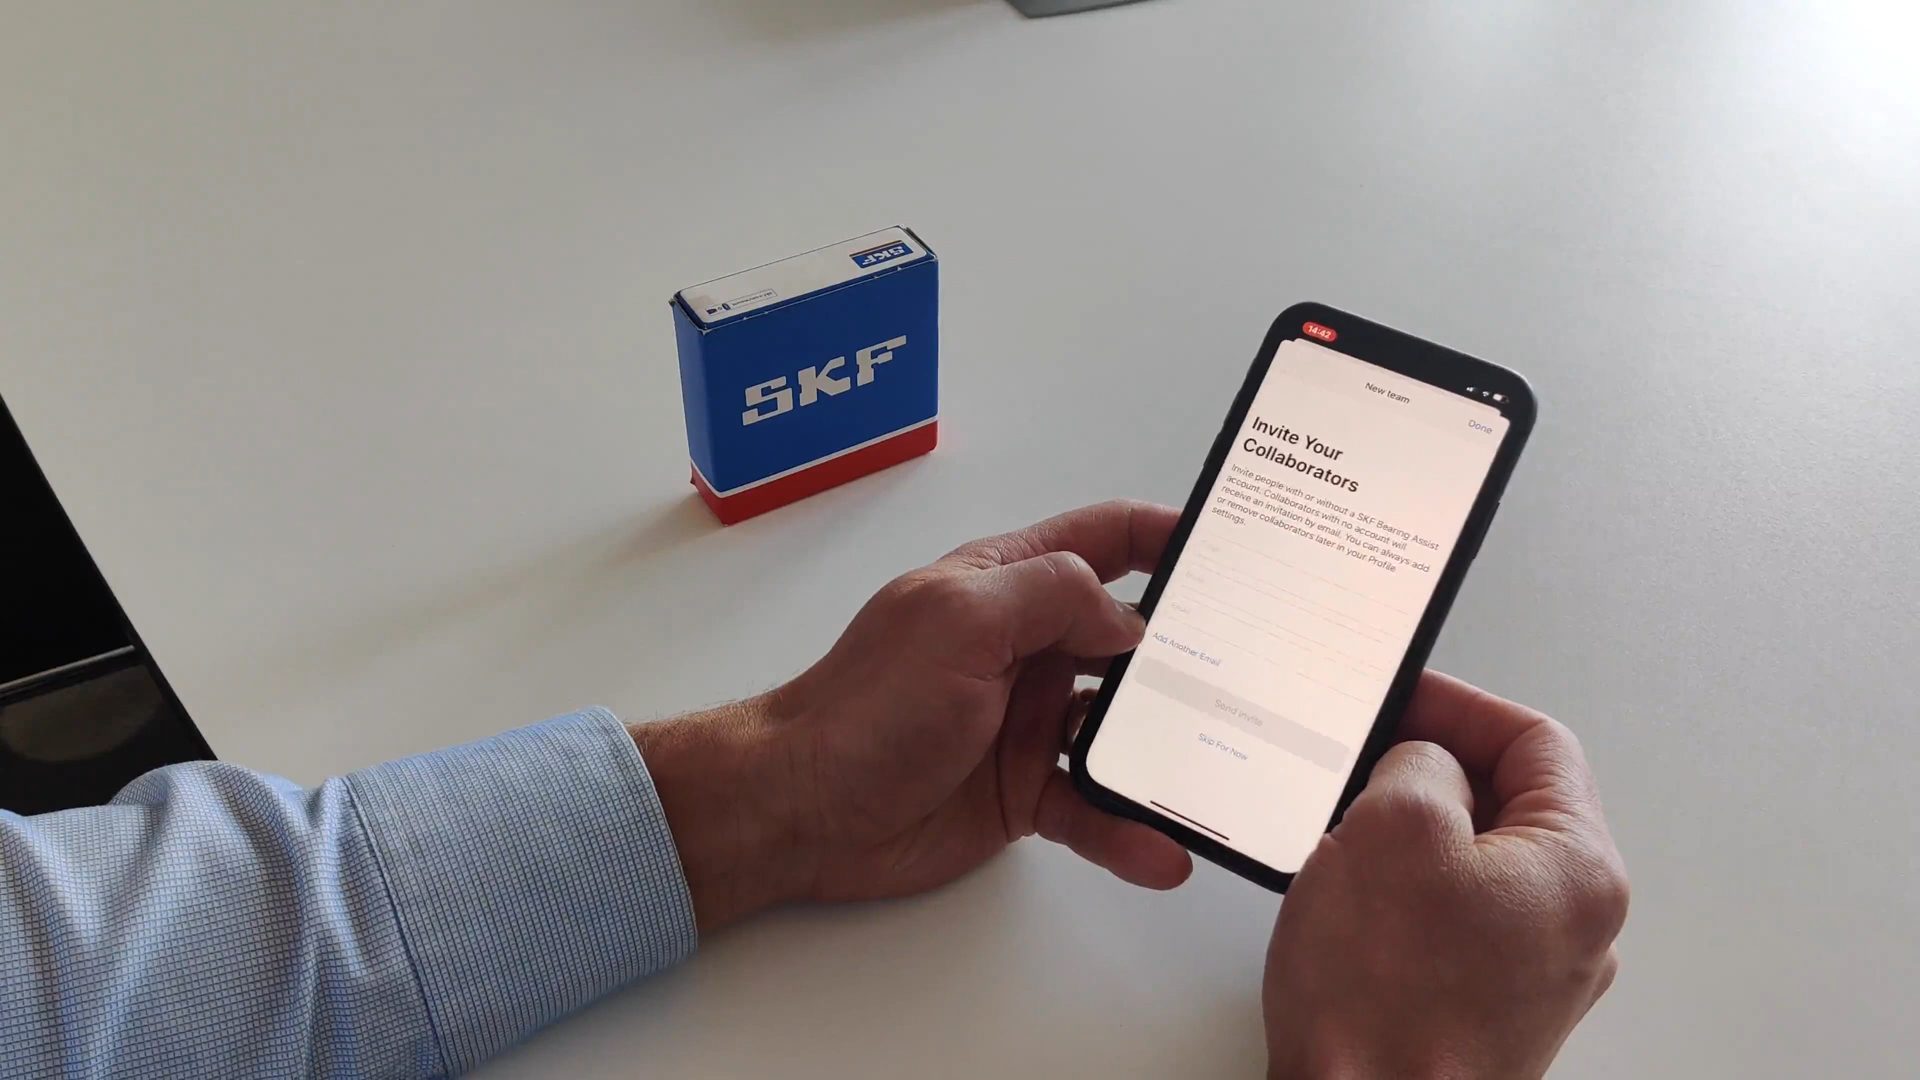 SKF
SKF
14:42
New team
Done
Invite Your
Collaborators
Invite people with or without a SKF Bearing Assist
account. Collaborators with no account will
receive an invitation by email. You can always add
or remove collaborators later in your Profile
settings.
Email
Add Another Email
Send Invite
Skip For Now